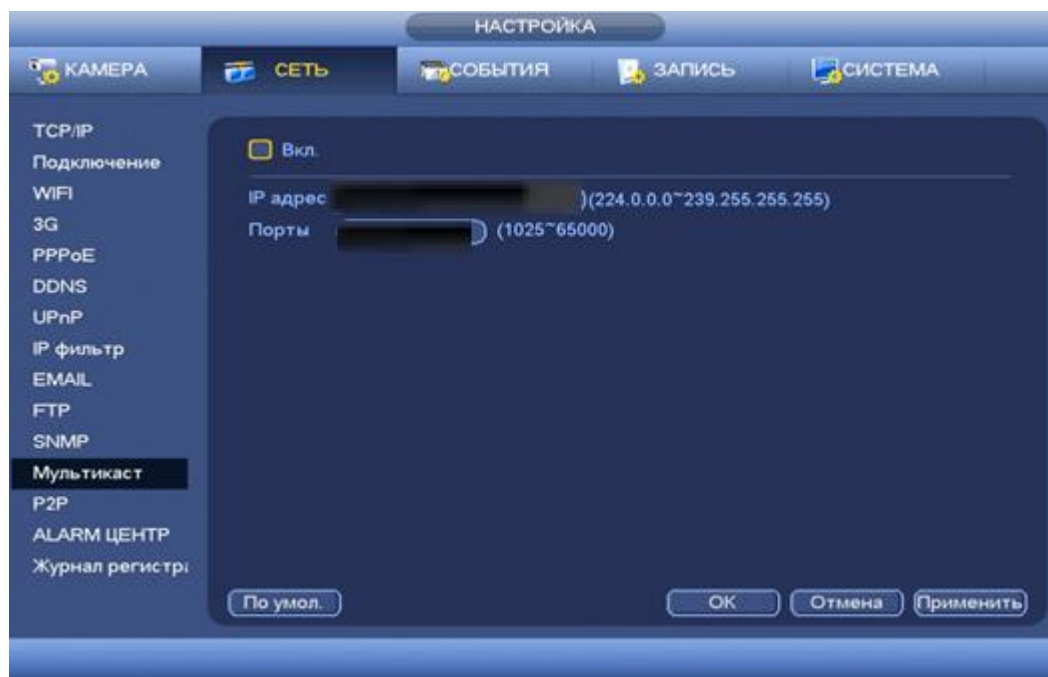 НАСТРОЙКА
КАМЕРА СЕТЬ СОБЫТИЯ ЗАПИСЬ СИСТЕМА
TCP/IP
Подключение
WIFI
3G
PPPoE
DDNS
UPnP
IP фильтр
EMAIL
FTP
SNMP
Мультикаст
P2P
ALARM ЦЕНТР
Журнал регистра
Вкл.
IP адрес )(224.0.0.0~239.255.255.255)
Порты (1025~65000)
По умол. OK Отмена Применить